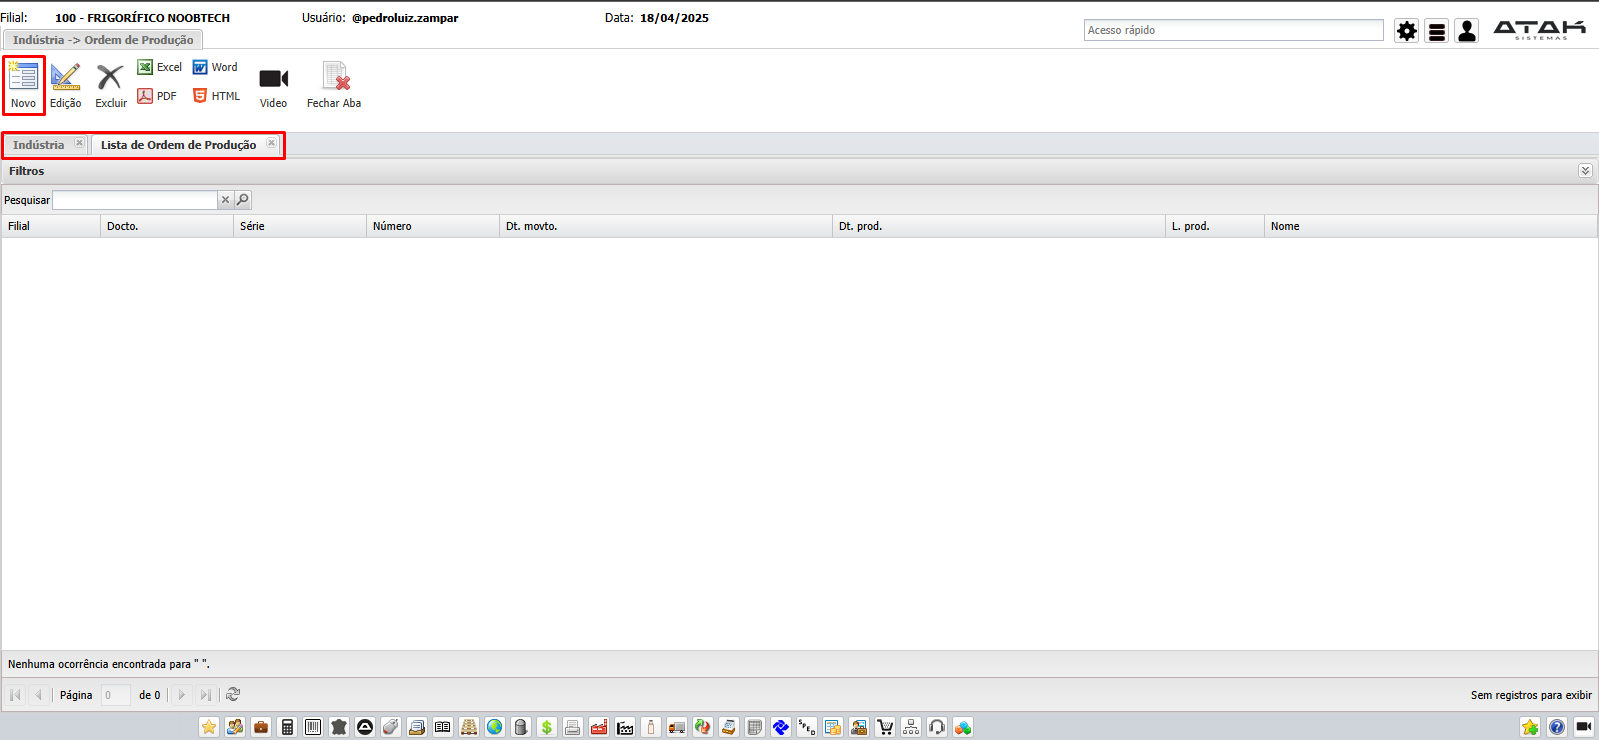 Filial: 100 - FRIGORÍFICO NOOBTECH Usuário: @pedroluiz.zampar Data: 18/04/2025
Acesso rápido
ATAK
SISTEMAS
Indústria -> Ordem de Produção
Novo Edição Excluir Excel Word PDF HTML Video Fechar Aba
Indústria Lista de Ordem de Produção
Filtros
Pesquisar
Filial Docto. Série Número Dt. movto. Dt. prod. L. prod. Nome
Nenhuma ocorrência encontrada para " ".
Página 0 de 0 Sem registros para exibir